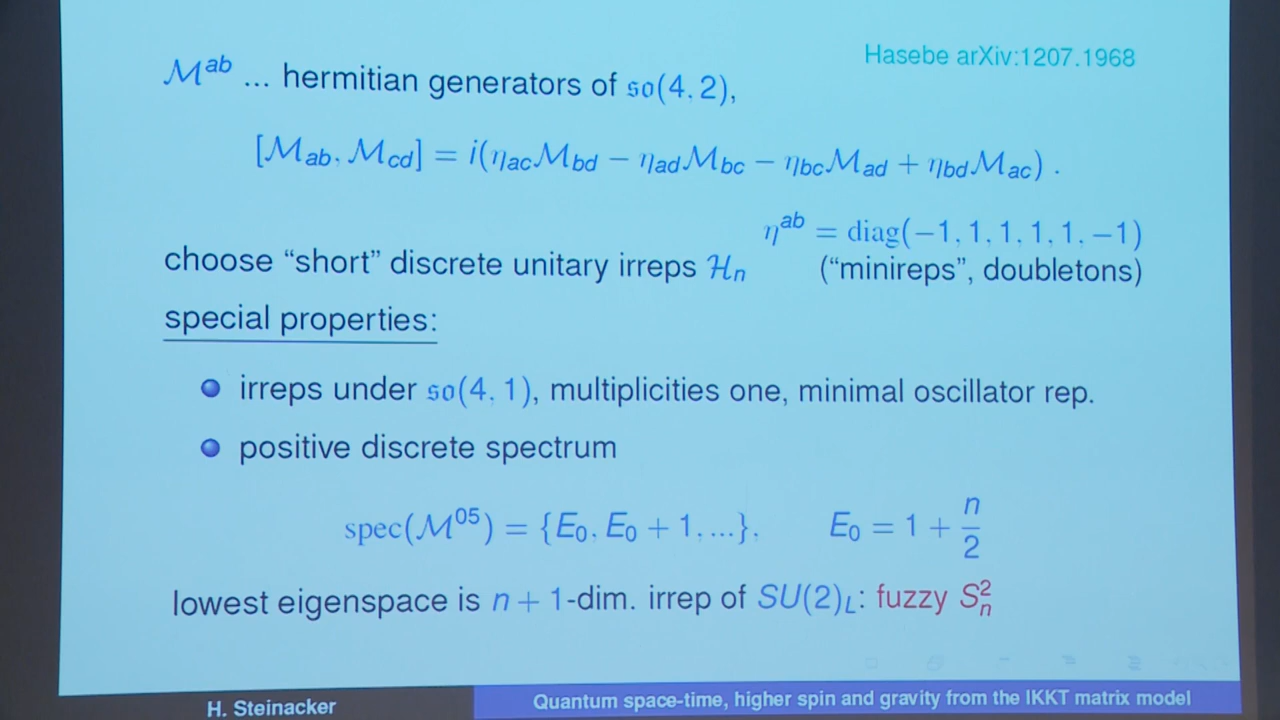 Hasebe arXiv:1207.1968
ℳ^{ab} ... hermitian generators of 𝔰𝔬(4,2),
[ℳ_{ab}, ℳ_{cd}] = i(η_{ac}ℳ_{bd} − η_{ad}ℳ_{bc} − η_{bc}ℳ_{ad} + η_{bd}ℳ_{ac}) .
η^{ab} = diag(−1, 1, 1, 1, 1, −1)
choose “short” discrete unitary irreps ℋ_n (“minireps”, doubletons)
special properties:
irreps under 𝔰𝔬(4, 1), multiplicities one, minimal oscillator rep.
positive discrete spectrum
spec(ℳ^{05}) = {E_0, E_0 + 1, ...}, E_0 = 1 + n/2
lowest eigenspace is n + 1-dim. irrep of SU(2)_L: fuzzy S^2_n
H. Steinacker
Quantum space-time, higher spin and gravity from the IKKT matrix model